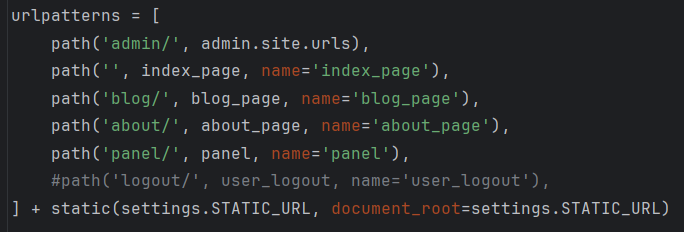 urlpatterns = [
    path('admin/', admin.site.urls),
    path('', index_page, name='index_page'),
    path('blog/', blog_page, name='blog_page'),
    path('about/', about_page, name='about_page'),
    path('panel/', panel, name='panel'),
    #path('logout/', user_logout, name='user_logout'),
] + static(settings.STATIC_URL, document_root=settings.STATIC_URL)